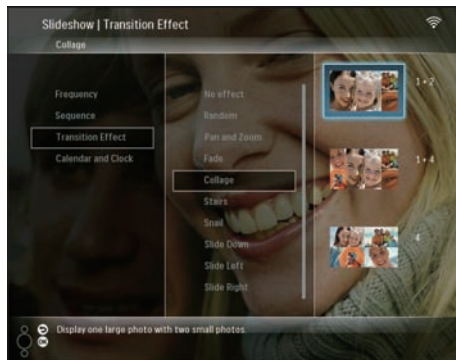 Slideshow | Transition Effect
Collage
Frequency
Sequence
Transition Effect
Calendar and Clock
No effect
Random
Pan and Zoom
Fade
Collage
Stairs
Snail
Slide Down
Slide Left
Slide Right
1 + 2
1 + 4
4
Display one large photo with two small photos.
OK